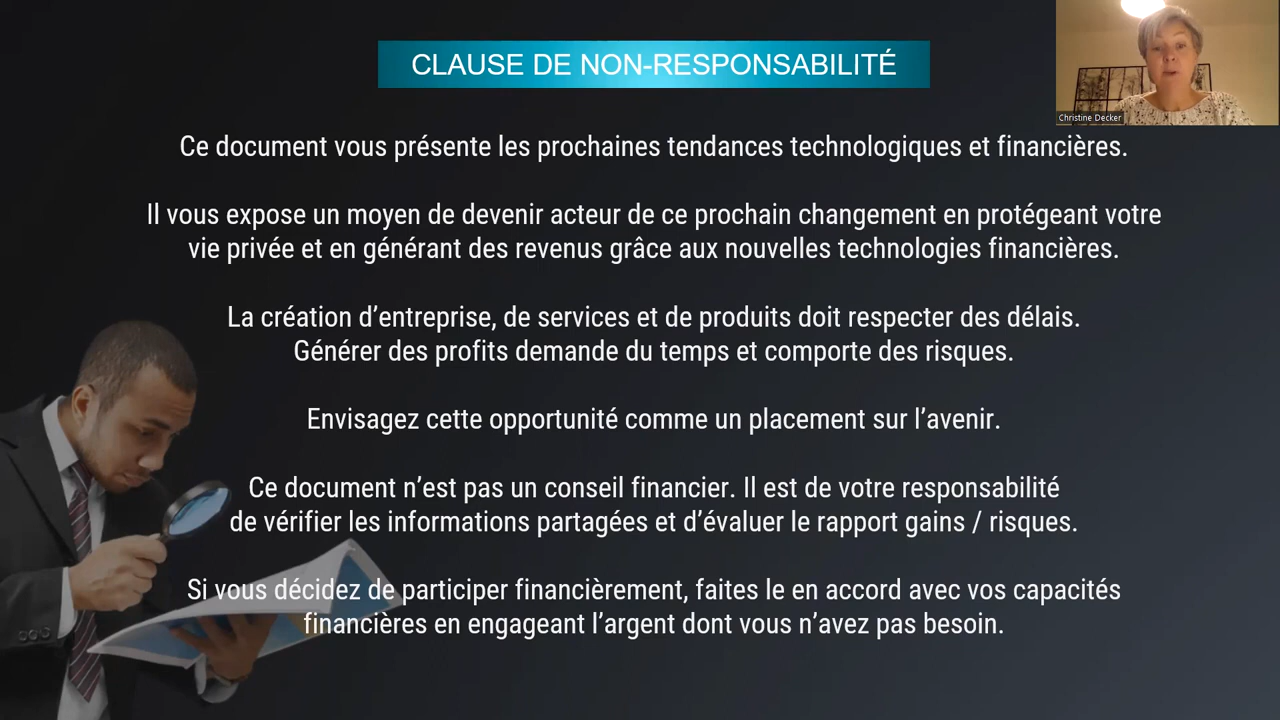 CLAUSE DE NON-RESPONSABILITÉ
Christine Decker
Ce document vous présente les prochaines tendances technologiques et financières.
Il vous expose un moyen de devenir acteur de ce prochain changement en protégeant votre
vie privée et en générant des revenus grâce aux nouvelles technologies financières.
La création d’entreprise, de services et de produits doit respecter des délais.
Générer des profits demande du temps et comporte des risques.
Envisagez cette opportunité comme un placement sur l’avenir.
Ce document n’est pas un conseil financier. Il est de votre responsabilité
de vérifier les informations partagées et d’évaluer le rapport gains / risques.
Si vous décidez de participer financièrement, faites le en accord avec vos capacités
financières en engageant l’argent dont vous n’avez pas besoin.